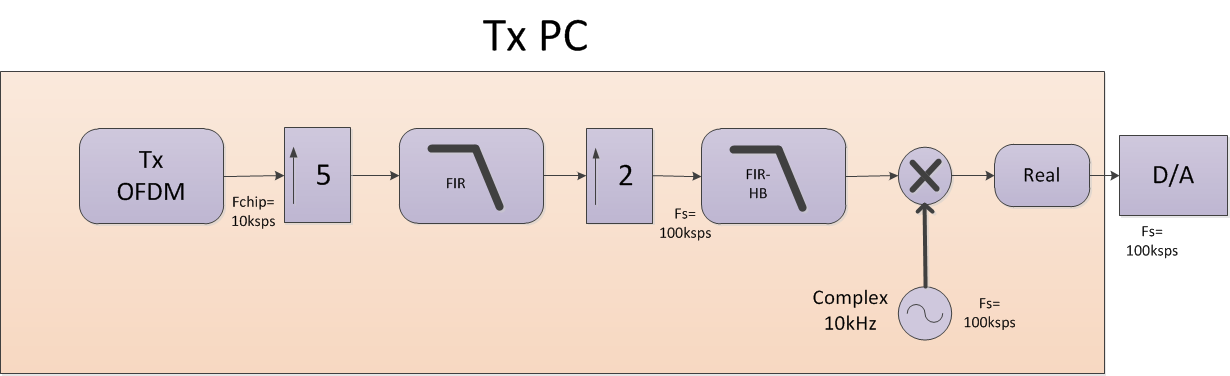 Tx PC
Tx
OFDM
Fchip=
10ksps
5
FIR
2
Fs=
100ksps
FIR-
HB
Complex
10kHz
Fs=
100ksps
Real
D/A
Fs=
100ksps